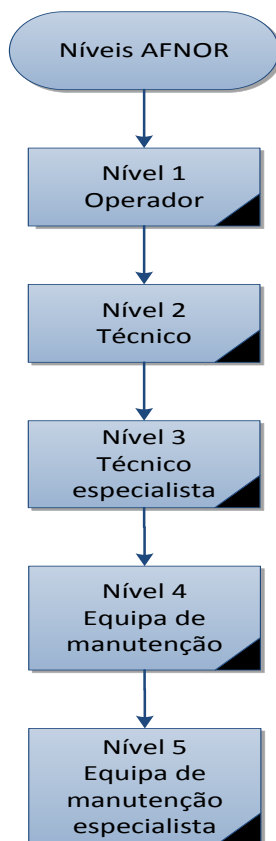 Níveis AFNOR
Nível 1
Operador
Nível 2
Técnico
Nível 3
Técnico
especialista
Nível 4
Equipa de
manutenção
Nível 5
Equipa de
manutenção
especialista